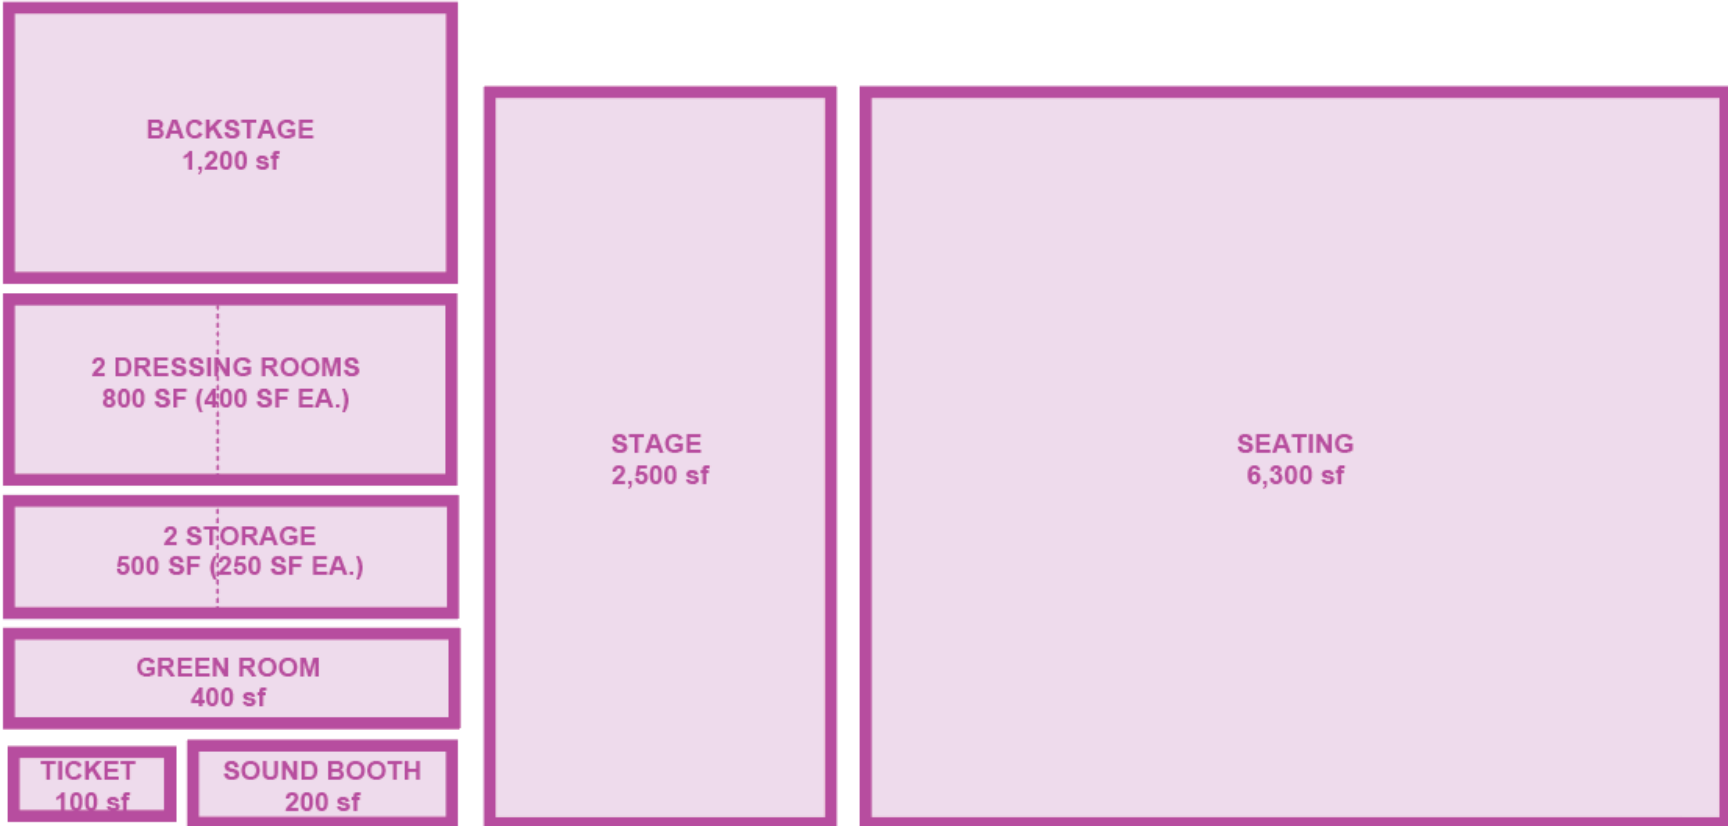 BACKSTAGE
1,200 sf
2 DRESSING ROOMS
800 SF (400 SF EA.)
2 STORAGE
500 SF (250 SF EA.)
GREEN ROOM
400 sf
TICKET
100 sf
SOUND BOOTH
200 sf
STAGE
2,500 sf
SEATING
6,300 sf